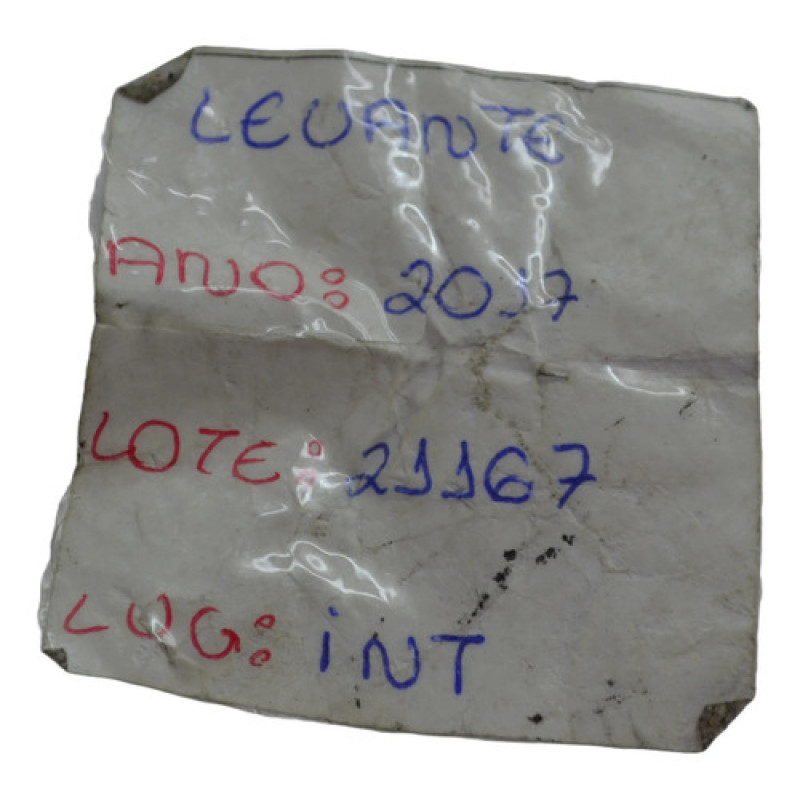 LEVANTE
ANO: 2017
LOTE: 21167
LUG: INT